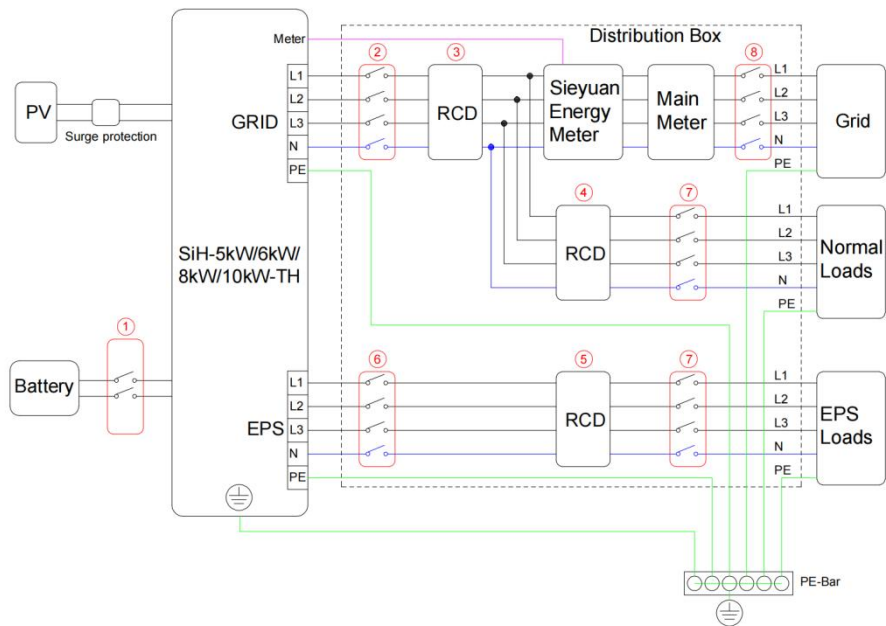 Distribution Box
Meter
②
③
⑧
L1
L2
L3
N
PE
GRID
RCD
Sieyuan
Energy
Meter
Main
Meter
L1
L2
L3
N
PE
Grid
PV
Surge protection
④
⑦
RCD
L1
L2
L3
N
PE
Normal
Loads
SiH-5kW/6kW/
8kW/10kW-TH
①
Battery
⑥
⑤
⑦
L1
L2
L3
N
PE
EPS
RCD
L1
L2
L3
N
PE
EPS
Loads
PE-Bar